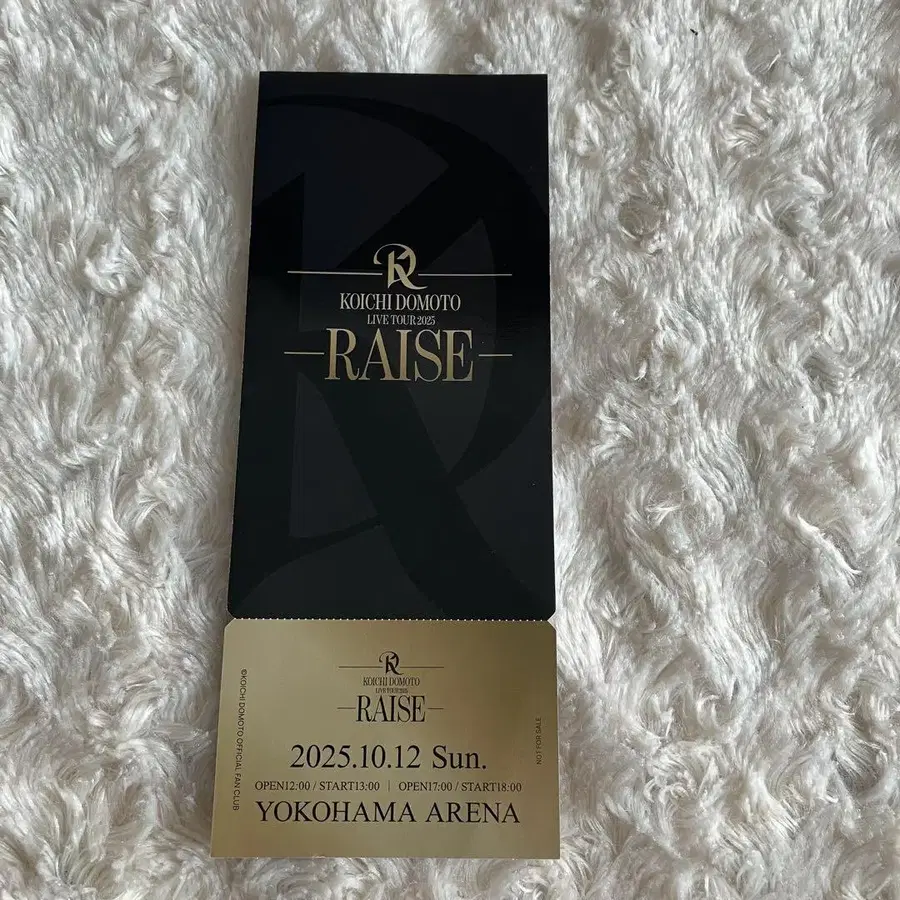 KOICHI DOMOTO
LIVE TOUR 2025
RAISE
KOICHI DOMOTO
LIVE TOUR 2025
RAISE
2025.10.12 Sun.
OPEN12:00 / START13:00 | OPEN17:00 / START18:00
YOKOHAMA ARENA
©KOICHI DOMOTO OFFICIAL FAN CLUB
NOT FOR SALE